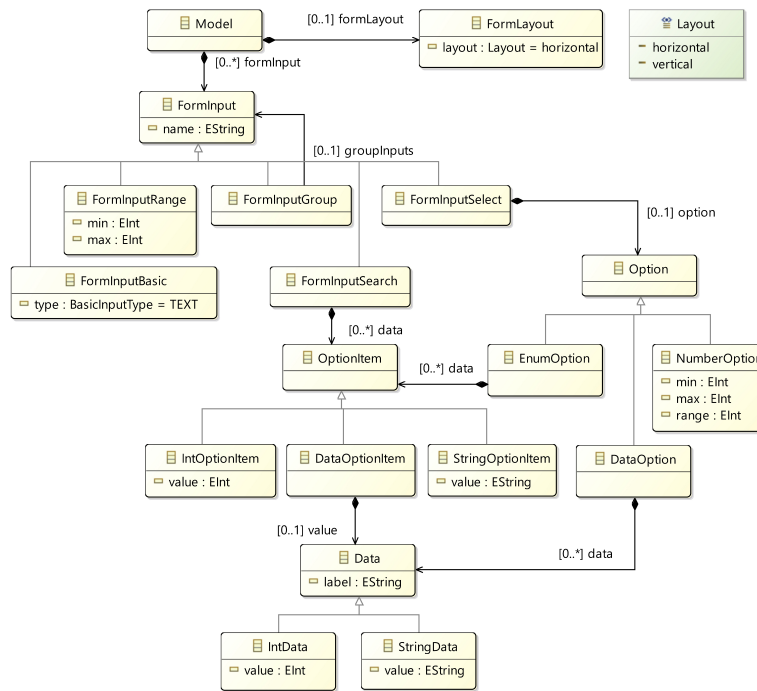 Model
[0..1] formLayout
FormLayout
layout : Layout = horizontal
Layout
horizontal
vertical
[0..*] formInput
FormInput
name : EString
[0..1] groupInputs
FormInputRange
min : EInt
max : EInt
FormInputGroup
FormInputSelect
[0..1] option
FormInputBasic
type : BasicInputType = TEXT
FormInputSearch
Option
[0..*] data
OptionItem
[0..*] data
EnumOption
NumberOption
min : EInt
max : EInt
range : EInt
IntOptionItem
value : EInt
DataOptionItem
StringOptionItem
value : EString
DataOption
[0..1] value
[0..*] data
Data
label : EString
IntData
value : EInt
StringData
value : EString